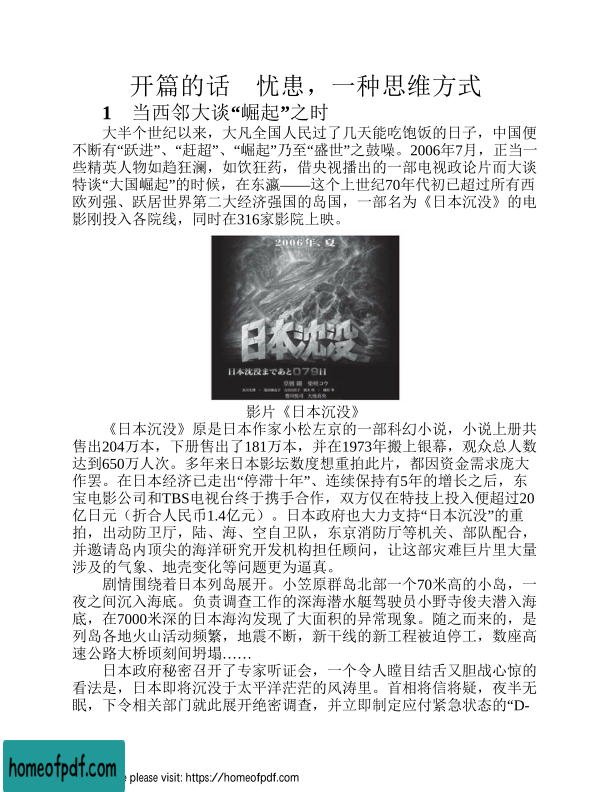 开篇的话　忧患，一种思维方式
1　当西邻大谈“崛起”之时
大半个世纪以来，大凡全国人民过了几天能吃饱饭的日子，中国便
不断有“跃进”、“赶超”、“崛起”乃至“盛世”之鼓噪。2006年7月，正当一
些精英人物如趋狂澜，如饮狂药，借央视播出的一部电视政论片而大谈
特谈“大国崛起”的时候，在东瀛——这个上世纪70年代初已超过所有西
欧列强、跃居世界第二大经济强国的岛国，一部名为《日本沉没》的电
影刚投入各院线，同时在316家影院上映。
2006年、夏
日本沈没
日本沈没まであと079日
草彅 剛　柴咲コウ
影片《日本沉没》
《日本沉没》原是日本作家小松左京的一部科幻小说，小说上册共
售出204万本，下册售出了181万本，并在1973年搬上银幕，观众总人数
达到650万人次。多年来日本影坛数度想重拍此片，都因资金需求庞大
作罢。在日本经济已走出“停滞十年”、连续保持有5年的增长之后，东
宝电影公司和TBS电视台终于携手合作，双方仅在特技上投入便超过20
亿日元（折合人民币1.4亿元）。日本政府也大力支持“日本沉没”的重
拍，出动防卫厅，陆、海、空自卫队，东京消防厅等机关、部队配合，
并邀请岛内顶尖的海洋研究开发机构担任顾问，让这部灾难巨片里大量
涉及的气象、地壳变化等问题更为逼真。
剧情围绕着日本列岛展开。小笠原群岛北部一个70米高的小岛，一
夜之间沉入海底。负责调查工作的深海潜水艇驾驶员小野寺俊夫潜入海
底，在7000米深的日本海沟发现了大面积的异常现象。随之而来的，是
列岛各地火山活动频繁，地震不断，新干线的新工程被迫停工，数座高
速公路大桥顷刻间坍塌……
日本政府秘密召开了专家听证会，一个令人瞠目结舌又胆战心惊的
看法是，日本即将沉没于太平洋茫茫的风涛里。首相将信将疑，夜半无
眠，下令相关部门就此展开绝密调查，并立即制定应付紧急状态的“D-
homeofpdf.com
e please visit: https://homeofpdf.com